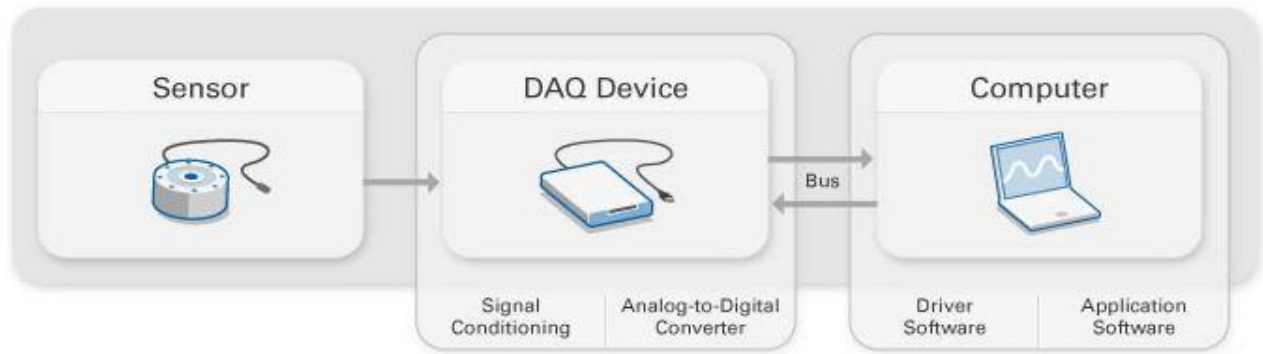 Sensor
DAQ Device
Computer
Bus
Signal
Conditioning
Analog-to-Digital
Converter
Driver
Software
Application
Software